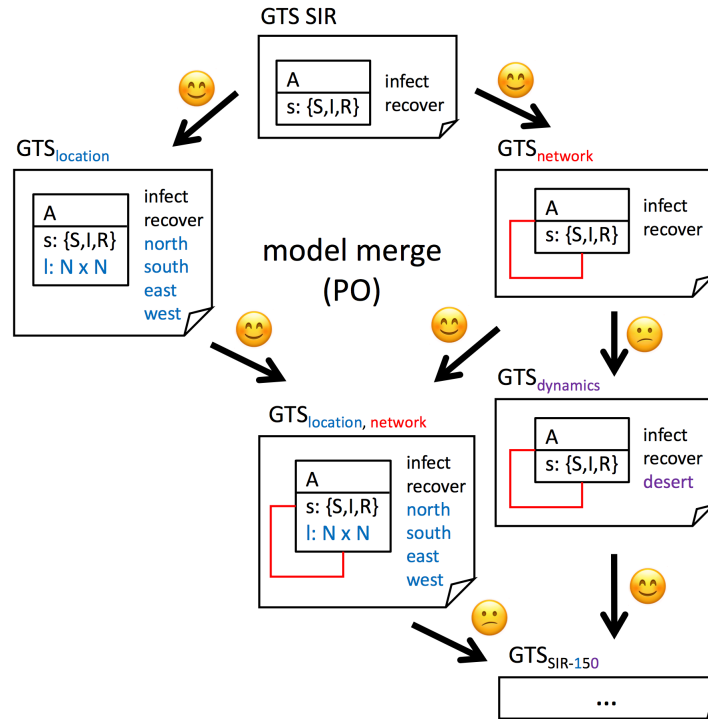 GTS SIR
A
s: {S,I,R}
infect
recover
GTSlocation
A
s: {S,I,R}
l: N x N
infect
recover
north
south
east
west
GTSnetwork
A
s: {S,I,R}
infect
recover
model merge
(PO)
GTSdynamics
A
s: {S,I,R}
infect
recover
desert
GTSlocation, network
A
s: {S,I,R}
l: N x N
infect
recover
north
south
east
west
GTSSIR-150
...